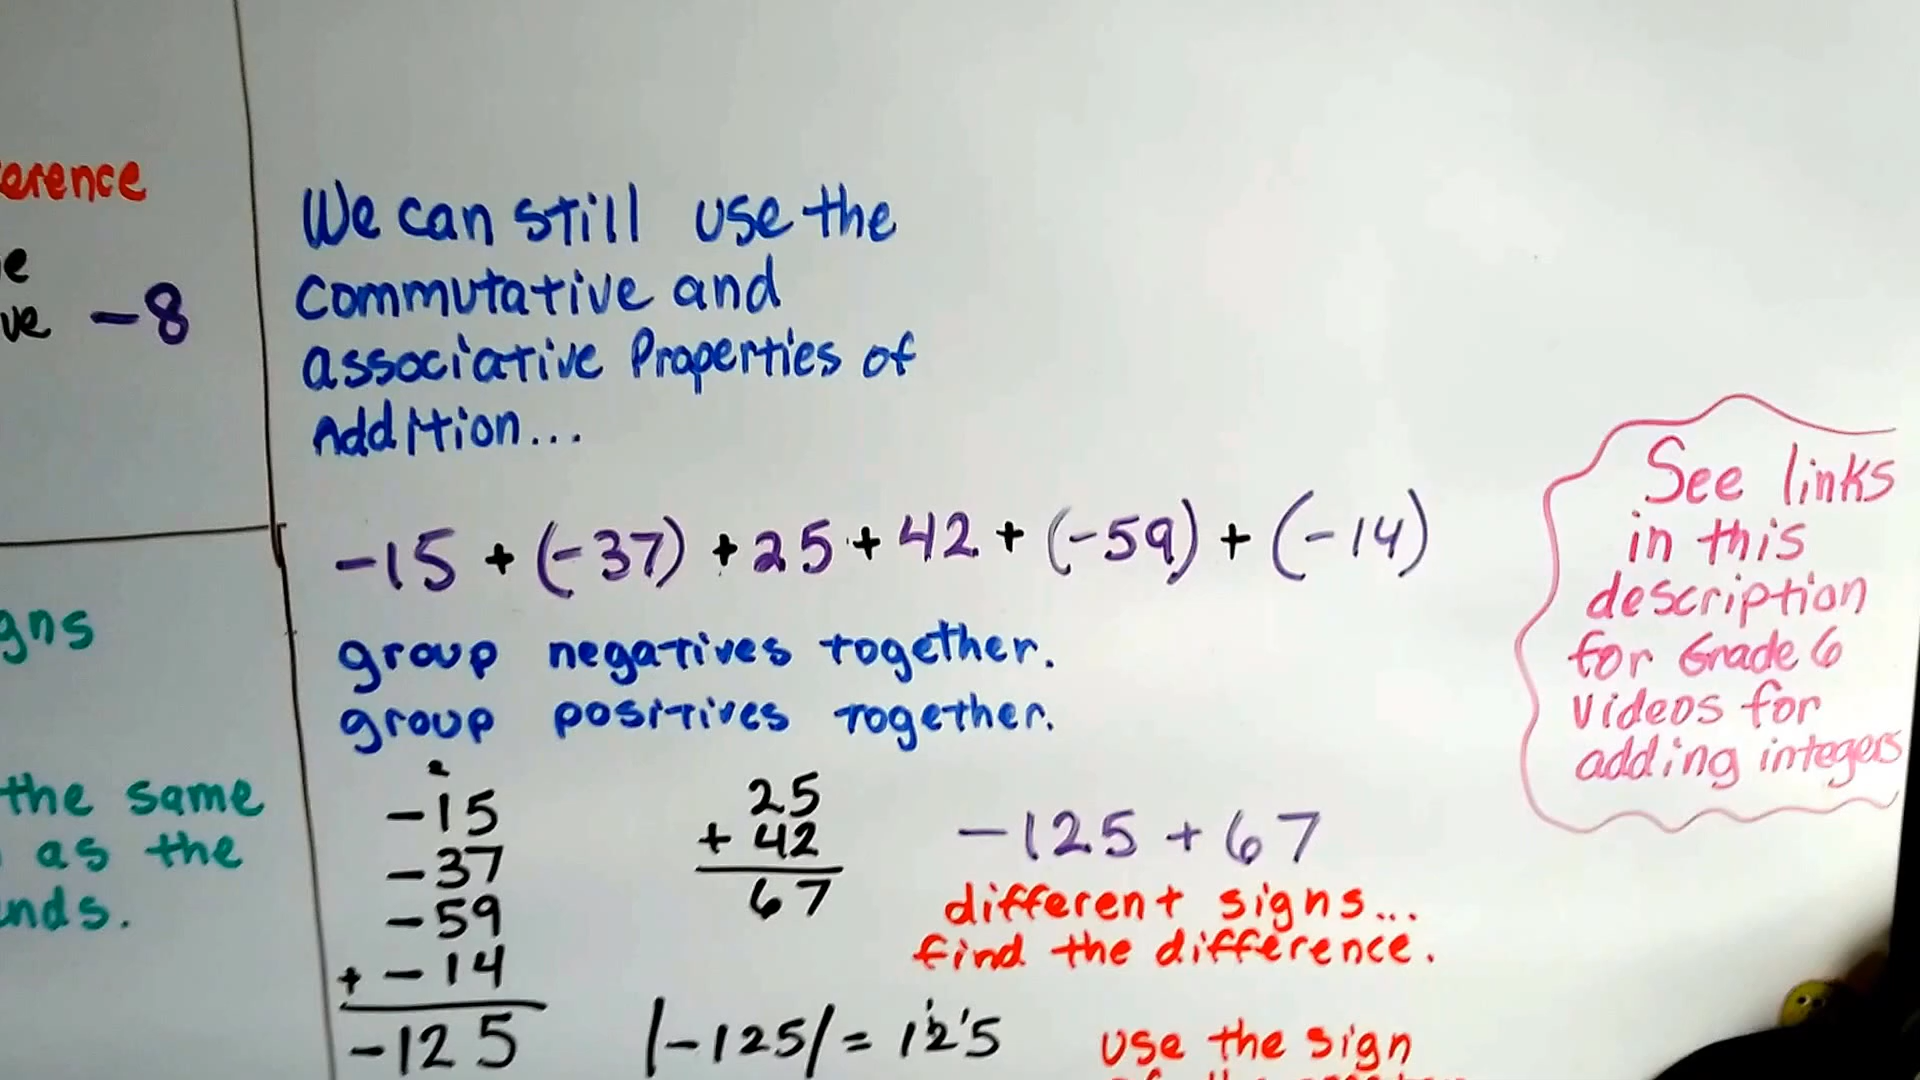 erence
e
ve -8
gns
the same
as the
nds.
We can still use the
commutative and
associative Properties of
Addition...
-15 + (-37) + 25 + 42 + (-59) + (-14)
group negatives together.
group positives together.
-15
-37
-59
+ -14
-125
25
+ 42
67
-125 + 67
different signs...
find the difference.
|-125| = 125
use the sign
See links
in this
description
for Grade 6
videos for
adding integers